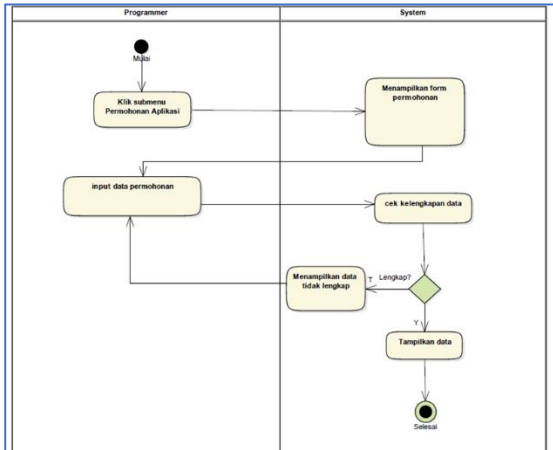 Programmer
System
Mulai
Klik submenu
Permohonan Aplikasi
Menampilkan form
permohonan
input data permohonan
cek kelengkapan data
Menampilkan data
tidak lengkap
T
Lengkap?
Y
Tampilkan data
Selesai